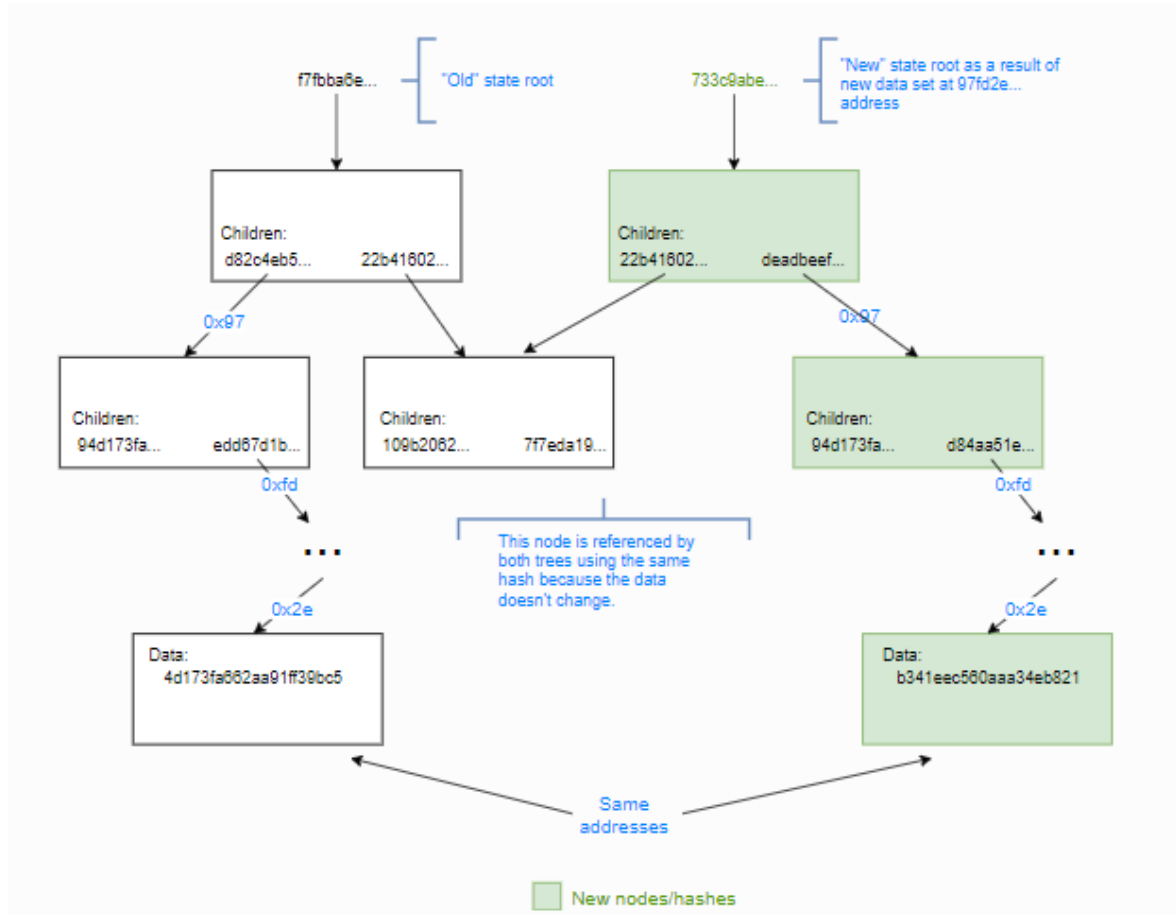 f7fbba6e...
"Old" state root
733c9abe...
"New" state root as a result of
new data set at 97fd2e...
address
Children:
d82c4eb5... 22b41602...
Children:
22b41602... deadbeef...
0x97
0x97
Children:
94d173fa... edd67d1b...
Children:
109b2062... 7f7eda19...
Children:
94d173fa... d84aa51e...
0xfd
0xfd
...
...
This node is referenced by
both trees using the same
hash because the data
doesn't change.
0x2e
0x2e
Data:
4d173fa662aa91ff39bc5
Data:
b341eec560aaa34eb821
Same
addresses
New nodes/hashes